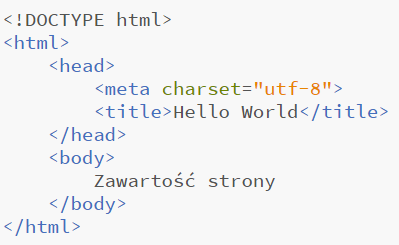 <!DOCTYPE html>
<html>
    <head>
        <meta charset="utf-8">
        <title>Hello World</title>
    </head>
    <body>
        Zawartość strony
    </body>
</html>